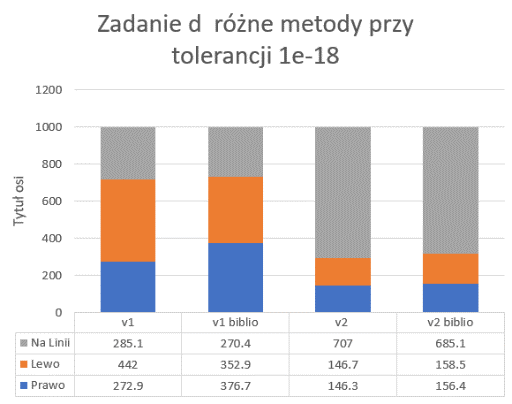 Zadanie d różne metody przy
tolerancji 1e-18
1200
1000
800
600
400
200
0
Tytuł osi
v1 v1 biblio v2 v2 biblio
Na Linii 285.1 270.4 707 685.1
Lewo 442 352.9 146.7 158.5
Prawo 272.9 376.7 146.3 156.4